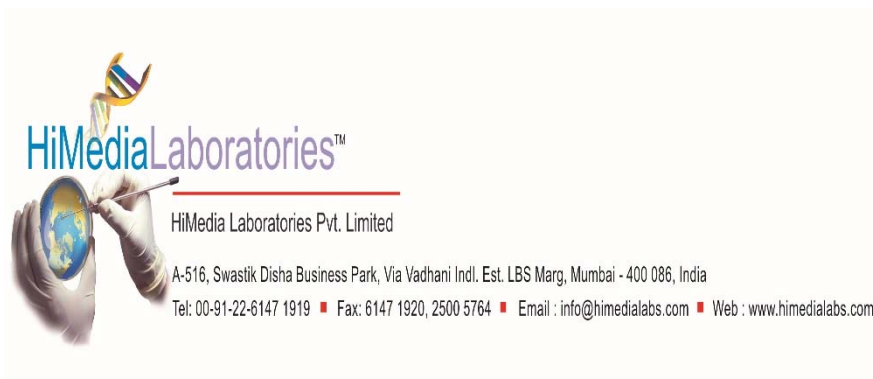 HiMediaLaboratories™
HiMedia Laboratories Pvt. Limited
A-516, Swastik Disha Business Park, Via Vadhani Indl. Est. LBS Marg, Mumbai - 400 086, India
Tel: 00-91-22-6147 1919 ▪ Fax: 6147 1920, 2500 5764 ▪ Email : info@himedialabs.com ▪ Web : www.himedialabs.com